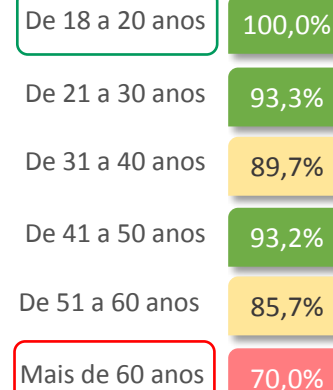 De 18 a 20 anos 100,0%
De 21 a 30 anos 93,3%
De 31 a 40 anos 89,7%
De 41 a 50 anos 93,2%
De 51 a 60 anos 85,7%
Mais de 60 anos 70,0%